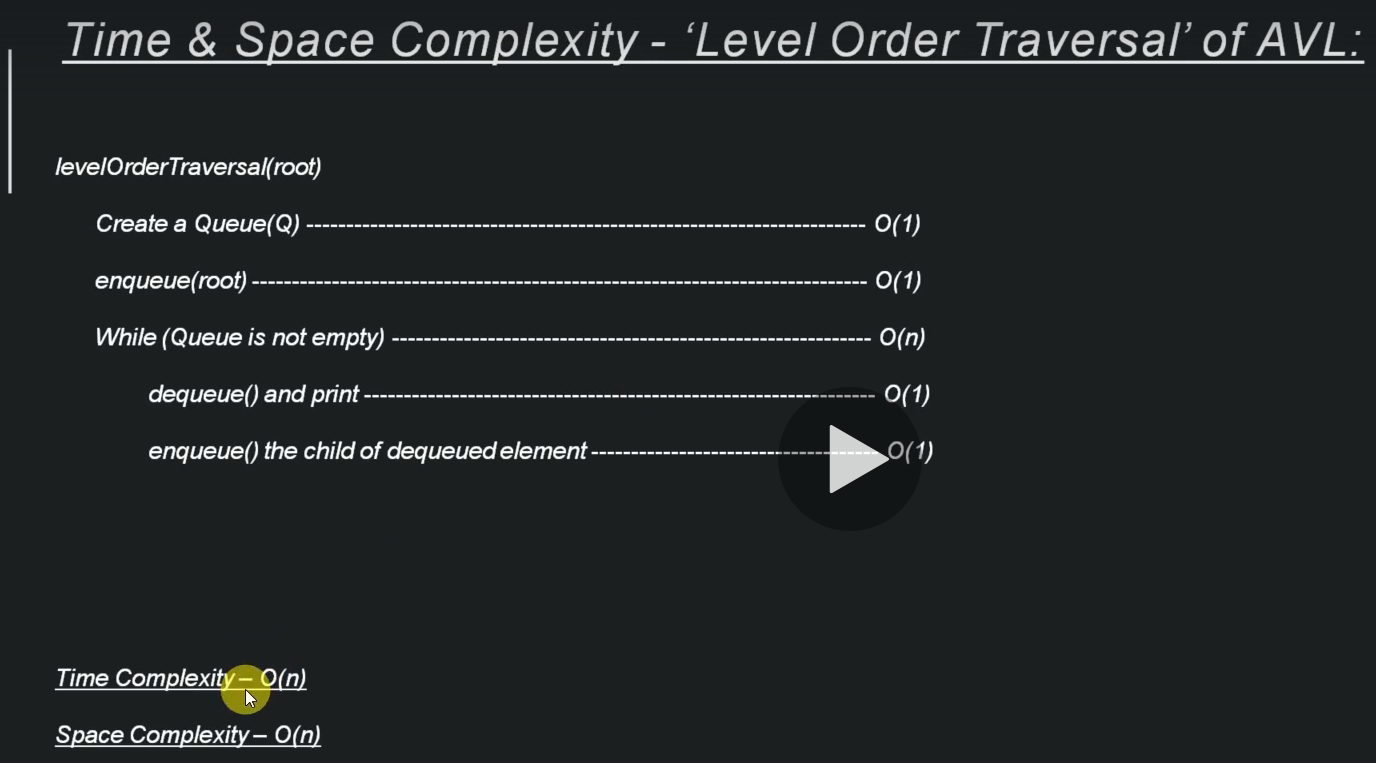 Time & Space Complexity - ‘Level Order Traversal’ of AVL:
levelOrderTraversal(root)
Create a Queue(Q) ---------------------------------------------------------------------- O(1)
enqueue(root) ----------------------------------------------------------------------------- O(1)
While (Queue is not empty) ------------------------------------------------------------ O(n)
dequeue() and print ---------------------------------------------------------------- O(1)
enqueue() the child of dequeued element ------------------------------------ O(1)
Time Complexity – O(n)
Space Complexity – O(n)